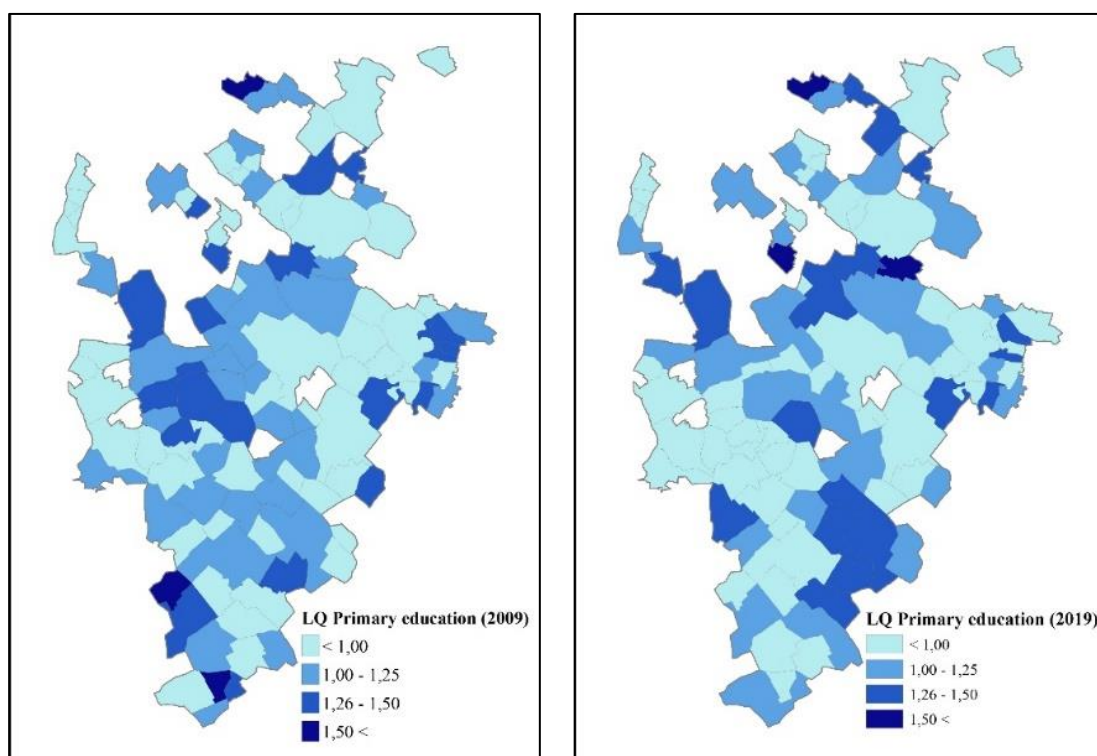 LQ Primary education (2009)
< 1,00
1,00 - 1,25
1,26 - 1,50
1,50 <
LQ Primary education (2019)
< 1,00
1,00 - 1,25
1,26 - 1,50
1,50 <